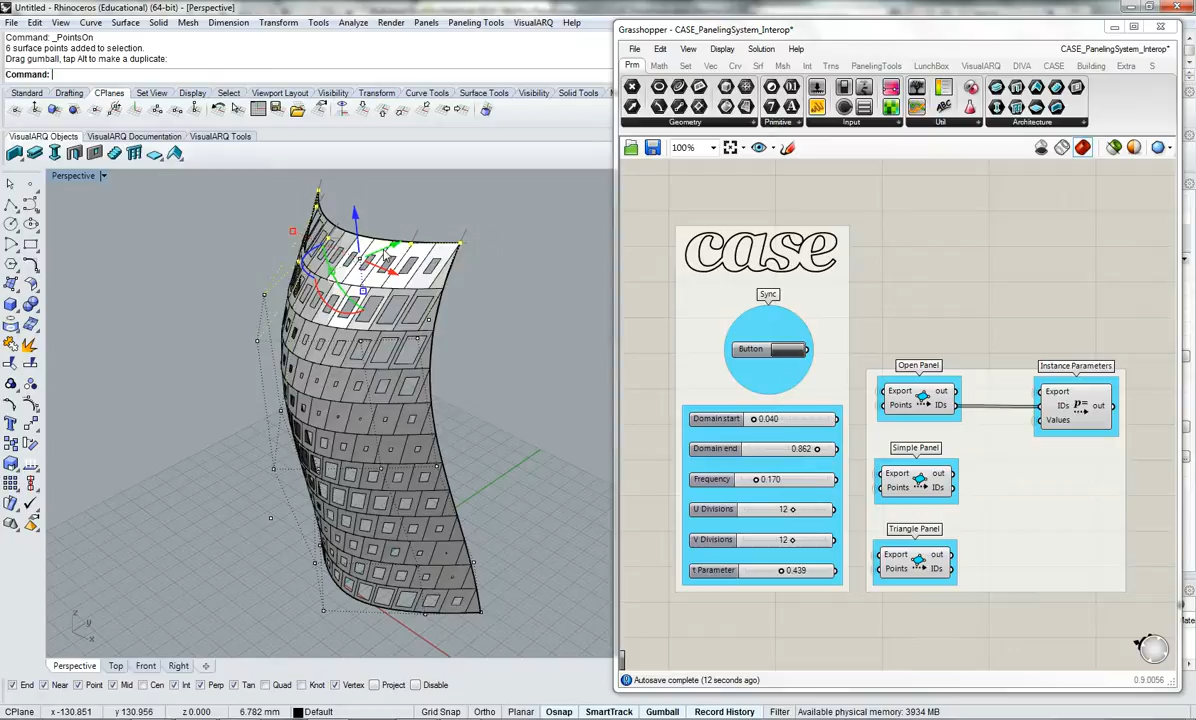 Untitled - Rhinoceros (Educational) (64-bit) - [Perspective]
File Edit View Curve Surface Solid Mesh Dimension Transform Tools Analyze Render Panels Paneling Tools VisualARQ Help
Command: _PointsOn
6 surface points added to selection.
Drag gumball, tap Alt to make a duplicate:
Command:
Standard Drafting CPlanes Set View Display Select Viewport Layout Visibility Transform Curve Tools Surface Tools Visibility Solid Tools
VisualARQ Objects VisualARQ Documentation VisualARQ Tools
Perspective
z
y
x
Perspective Top Front Right
End Near Point Mid Cen Int Perp Tan Quad Knot Vertex Project Disable
CPlane x -130.851 y 130.956 z 0.000 6.782 mm Default Grid Snap Ortho Planar Osnap SmartTrack Gumball Record History Filter Available physical memory: 3934 MB
Grasshopper - CASE_PanelingSystem_Interop*
File Edit View Display Solution Help
CASE_PanelingSystem_Interop*
Prm Math Set Vec Crv Srf Msh Int Trns PanelingTools LunchBox VisualARQ DIVA CASE Building Extra S
Geometry Primitive Input Util Architecture
100%
case
Sync
Button
Domain start 0.040
Domain end 0.862
Frequency 0.170
U Divisions 12
V Divisions 12
t Parameter 0.439
Open Panel
Export out
Points IDs
Instance Parameters
Export
IDs p= out
Values
Simple Panel
Export out
Points IDs
Triangle Panel
Export out
Points IDs
Autosave complete (12 seconds ago)
0.9.0056